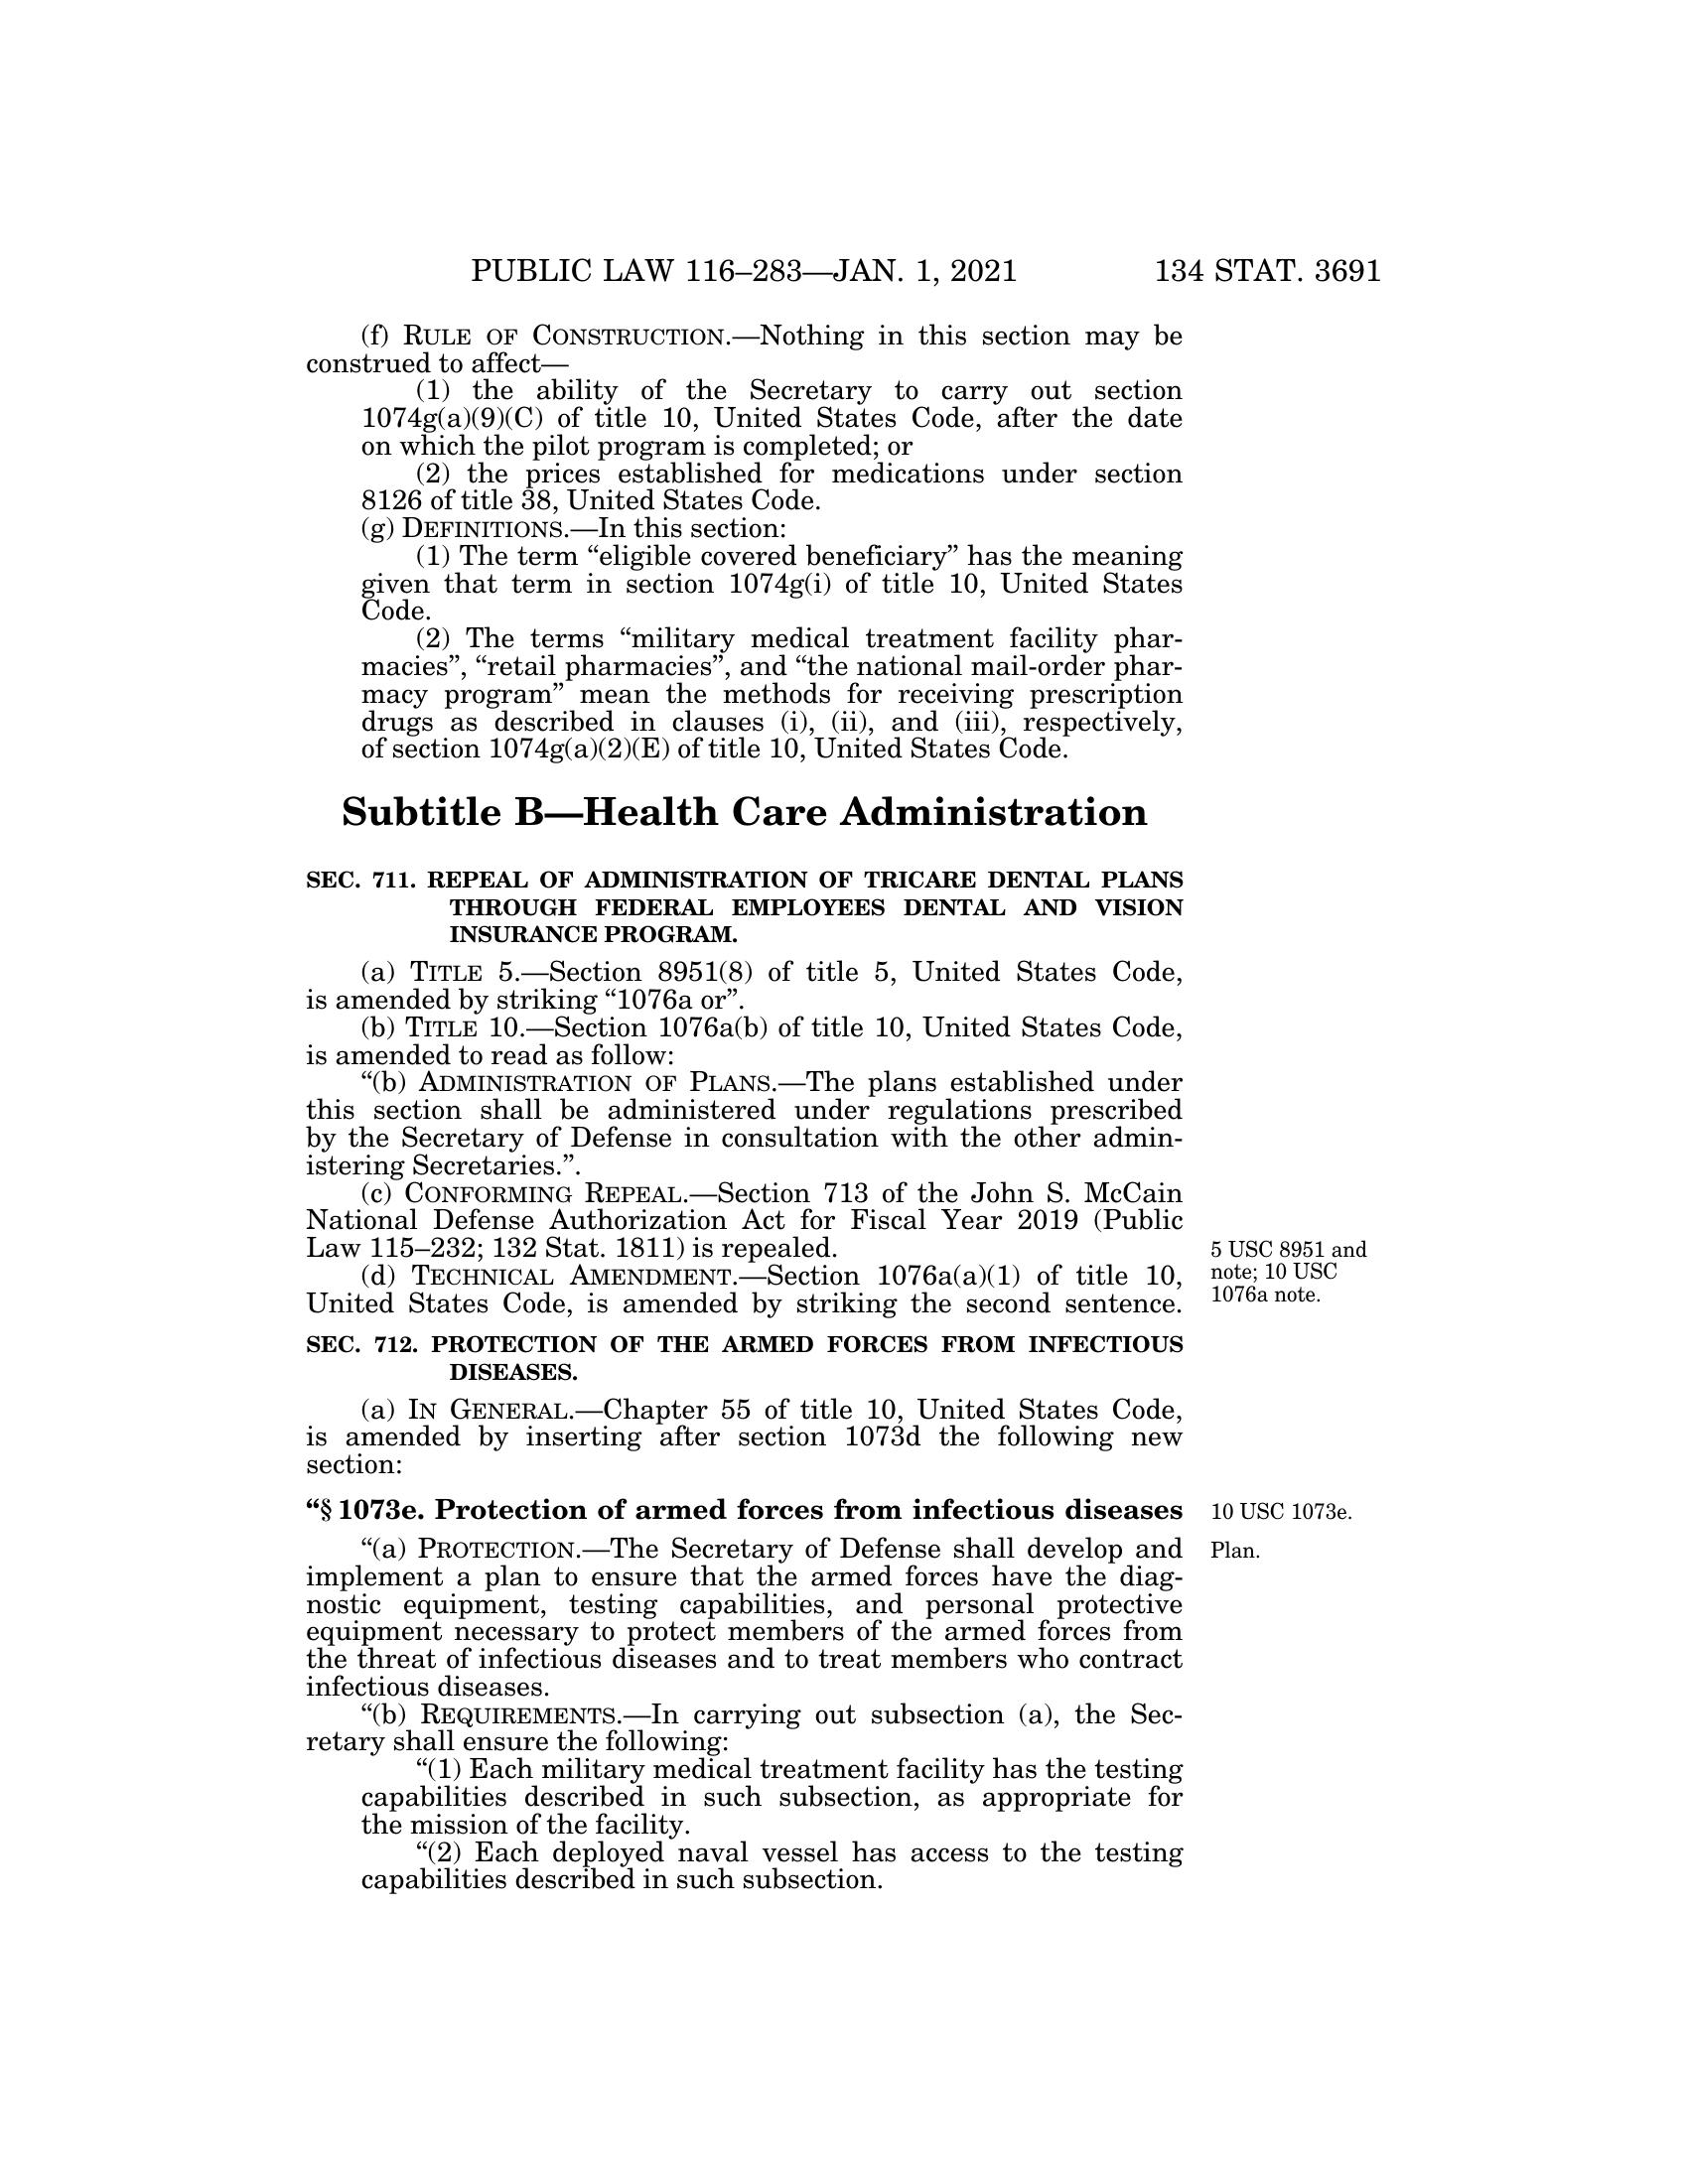 PUBLIC LAW 116–283—JAN. 1, 2021
134 STAT. 3691
(f) RULE OF CONSTRUCTION.—Nothing in this section may be
construed to affect—
(1) the ability of the Secretary to carry out section
1074g(a)(9)(C) of title 10, United States Code, after the date
on which the pilot program is completed; or
(2) the prices established for medications under section
8126 of title 38, United States Code.
(g) DEFINITIONS.—In this section:
(1) The term “eligible covered beneficiary” has the meaning
given that term in section 1074g(i) of title 10, United States
Code.
(2) The terms “military medical treatment facility phar-
macies”, “retail pharmacies”, and “the national mail-order phar-
macy program” mean the methods for receiving prescription
drugs as described in clauses (i), (ii), and (iii), respectively,
of section 1074g(a)(2)(E) of title 10, United States Code.
Subtitle B—Health Care Administration
SEC. 711. REPEAL OF ADMINISTRATION OF TRICARE DENTAL PLANS
THROUGH FEDERAL EMPLOYEES DENTAL AND VISION
INSURANCE PROGRAM.
(a) TITLE 5.—Section 8951(8) of title 5, United States Code,
is amended by striking “1076a or”.
(b) TITLE 10.—Section 1076a(b) of title 10, United States Code,
is amended to read as follow:
“(b) ADMINISTRATION OF PLANS.—The plans established under
this section shall be administered under regulations prescribed
by the Secretary of Defense in consultation with the other admin-
istering Secretaries.”.
(c) CONFORMING REPEAL.—Section 713 of the John S. McCain
National Defense Authorization Act for Fiscal Year 2019 (Public
Law 115–232; 132 Stat. 1811) is repealed.
(d) TECHNICAL AMENDMENT.—Section 1076a(a)(1) of title 10,
United States Code, is amended by striking the second sentence.
5 USC 8951 and
note; 10 USC
1076a note.
SEC. 712. PROTECTION OF THE ARMED FORCES FROM INFECTIOUS
DISEASES.
(a) IN GENERAL.—Chapter 55 of title 10, United States Code,
is amended by inserting after section 1073d the following new
section:
“§ 1073e. Protection of armed forces from infectious diseases
10 USC 1073e.
“(a) PROTECTION.—The Secretary of Defense shall develop and
Plan.
implement a plan to ensure that the armed forces have the diag-
nostic equipment, testing capabilities, and personal protective
equipment necessary to protect members of the armed forces from
the threat of infectious diseases and to treat members who contract
infectious diseases.
“(b) REQUIREMENTS.—In carrying out subsection (a), the Sec-
retary shall ensure the following:
“(1) Each military medical treatment facility has the testing
capabilities described in such subsection, as appropriate for
the mission of the facility.
“(2) Each deployed naval vessel has access to the testing
capabilities described in such subsection.